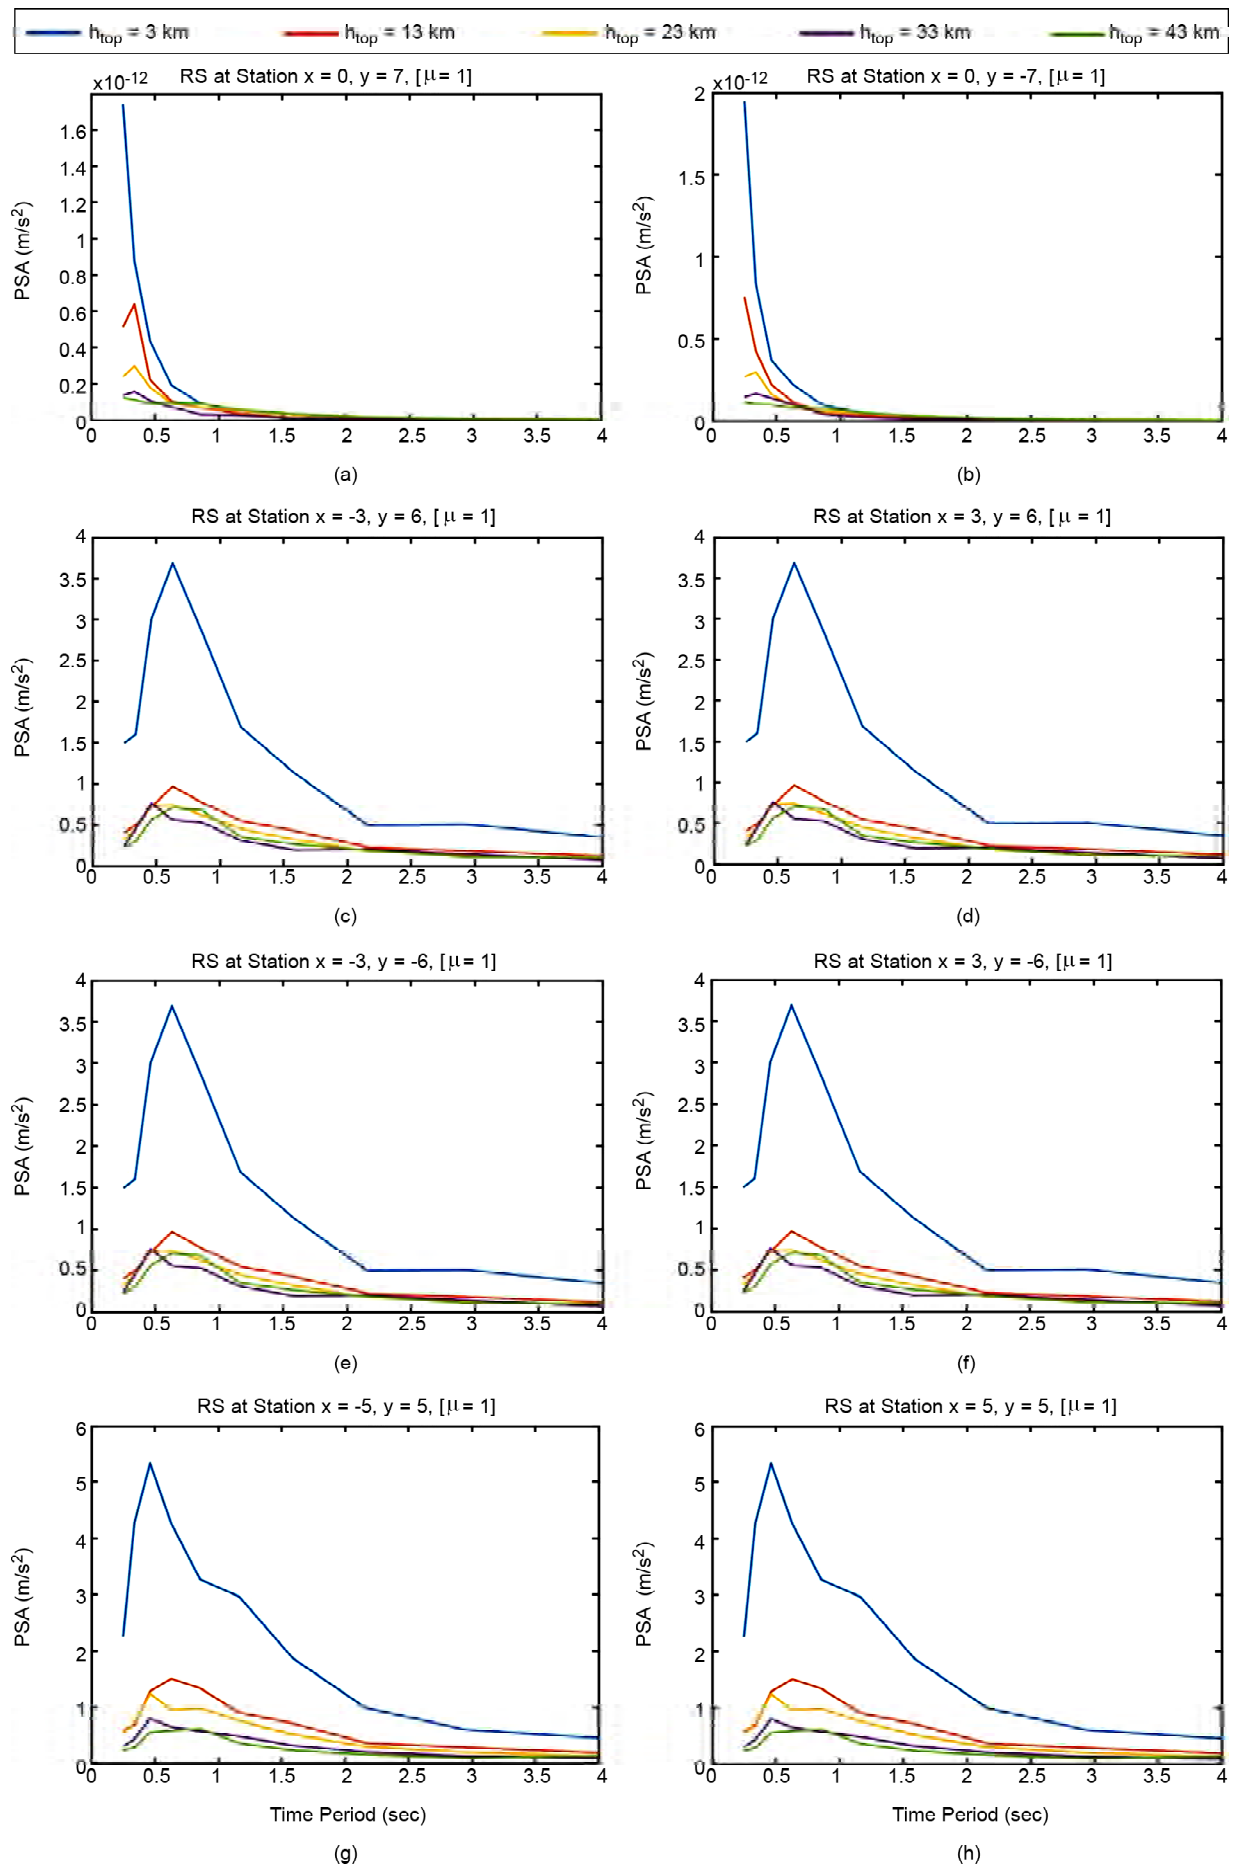 h_top = 3 km h_top = 13 km h_top = 23 km h_top = 33 km h_top = 43 km
x10-12 RS at Station x = 0, y = 7, [μ = 1]
PSA (m/s²)
1.6
1.4
1.2
1
0.8
0.6
0.4
0.2
0
0 0.5 1 1.5 2 2.5 3 3.5 4
(a)
x10-12 RS at Station x = 0, y = -7, [μ = 1]
PSA (m/s²)
2
1.5
1
0.5
0
0 0.5 1 1.5 2 2.5 3 3.5 4
(b)
RS at Station x = -3, y = 6, [μ = 1]
PSA (m/s²)
4
3.5
3
2.5
2
1.5
1
0.5
0
0 0.5 1 1.5 2 2.5 3 3.5 4
(c)
RS at Station x = 3, y = 6, [μ = 1]
PSA (m/s²)
4
3.5
3
2.5
2
1.5
1
0.5
0
0 0.5 1 1.5 2 2.5 3 3.5 4
(d)
RS at Station x = -3, y = -6, [μ = 1]
PSA (m/s²)
4
3.5
3
2.5
2
1.5
1
0.5
0
0 0.5 1 1.5 2 2.5 3 3.5 4
(e)
RS at Station x = 3, y = -6, [μ = 1]
PSA (m/s²)
4
3.5
3
2.5
2
1.5
1
0.5
0
0 0.5 1 1.5 2 2.5 3 3.5 4
(f)
RS at Station x = -5, y = 5, [μ = 1]
PSA (m/s²)
6
5
4
3
2
1
0
0 0.5 1 1.5 2 2.5 3 3.5 4
Time Period (sec)
(g)
RS at Station x = 5, y = 5, [μ = 1]
PSA (m/s²)
6
5
4
3
2
1
0
0 0.5 1 1.5 2 2.5 3 3.5 4
Time Period (sec)
(h)